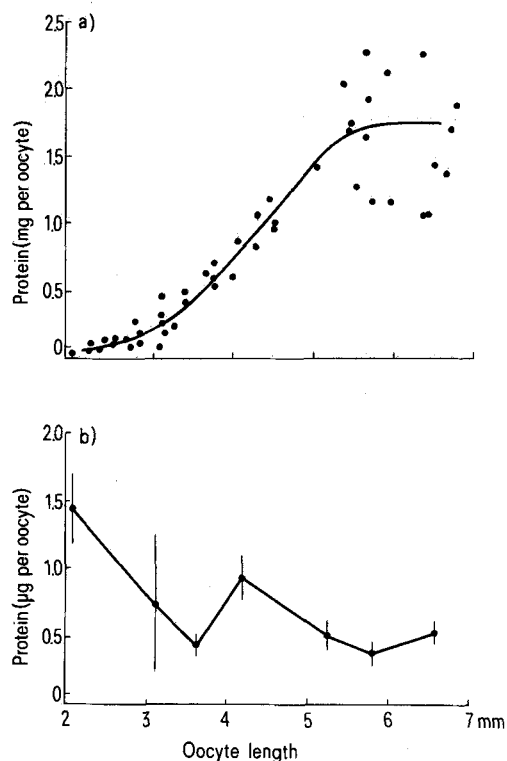 a)
2.5
2.0
1.5
1.0
0.5
0
Protein (mg per oocyte)
b)
2.0
1.5
1.0
0.5
0
Protein (µg per oocyte)
2 3 4 5 6 7 mm
Oocyte length